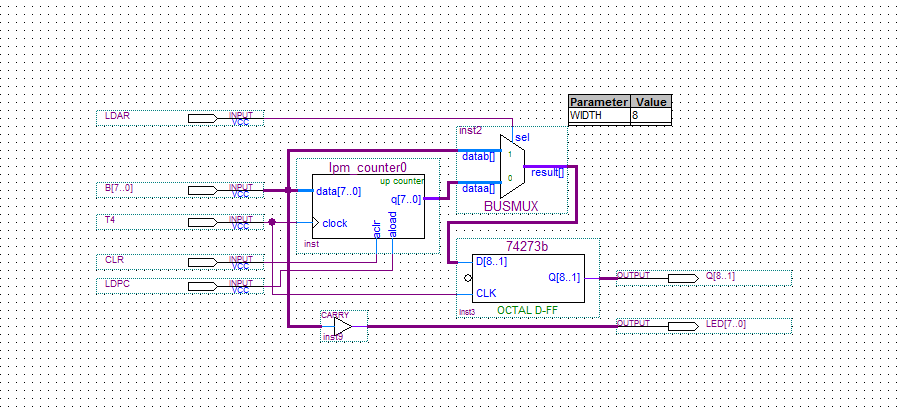 Parameter Value
WIDTH 8
LDAR INPUT
VCC
inst2
sel
datab[] 1
result[]
0
dataa[]
BUSMUX
lpm_counter0
up counter
B[7..0] INPUT
VCC
data[7..0]
q[7..0]
T4 INPUT
VCC
clock
aclr
aload
inst
CLR INPUT
VCC
LDPC INPUT
VCC
74273b
D[8..1]
Q[8..1]
CLK
inst3
OCTAL D-FF
OUTPUT Q[8..1]
CARRY
inst9
OUTPUT LED[7..0]